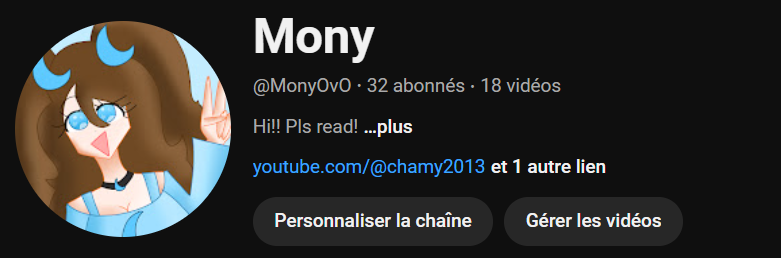 Mony
@MonyOvO · 32 abonnés · 18 vidéos
Hi!! Pls read! ...plus
youtube.com/@chamy2013 et 1 autre lien
Personnaliser la chaîne Gérer les vidéos